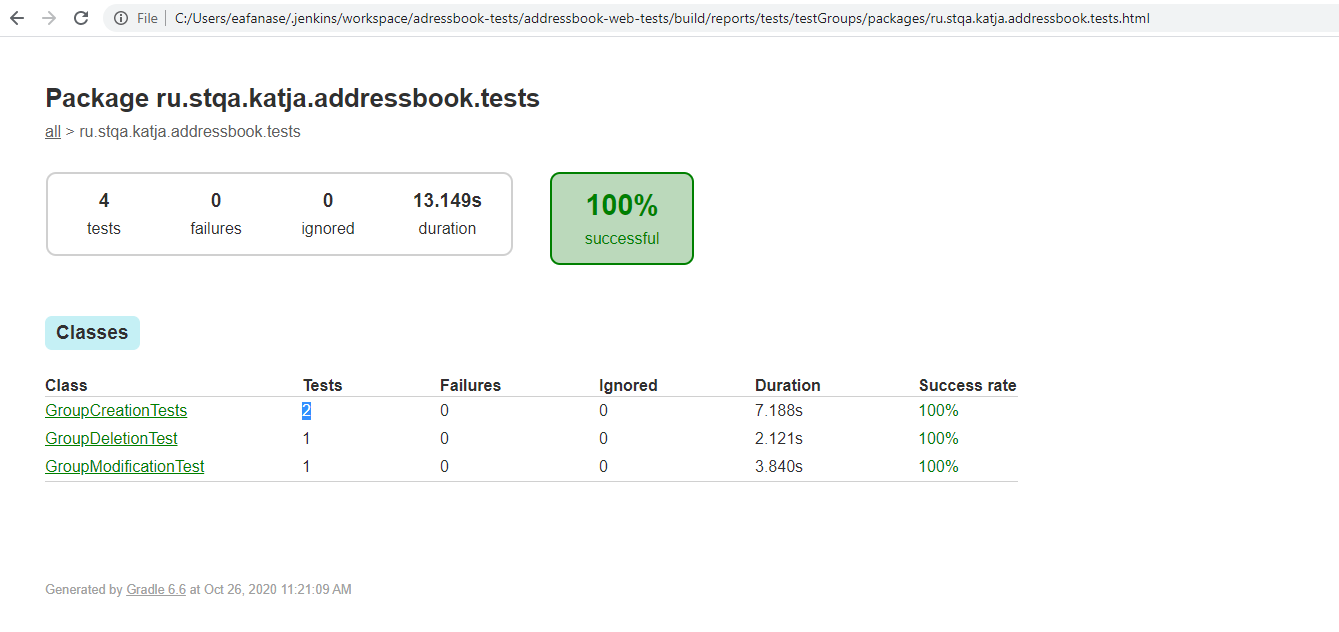 File C:/Users/eafanase/.jenkins/workspace/adressbook-tests/addressbook-web-tests/build/reports/tests/testGroups/packages/ru.stqa.katja.addressbook.tests.html
Package ru.stqa.katja.addressbook.tests
all > ru.stqa.katja.addressbook.tests
4 0 0 13.149s
tests failures ignored duration
100%
successful
Classes
Class Tests Failures Ignored Duration Success rate
GroupCreationTests 2 0 0 7.188s 100%
GroupDeletionTest 1 0 0 2.121s 100%
GroupModificationTest 1 0 0 3.840s 100%
Generated by Gradle 6.6 at Oct 26, 2020 11:21:09 AM